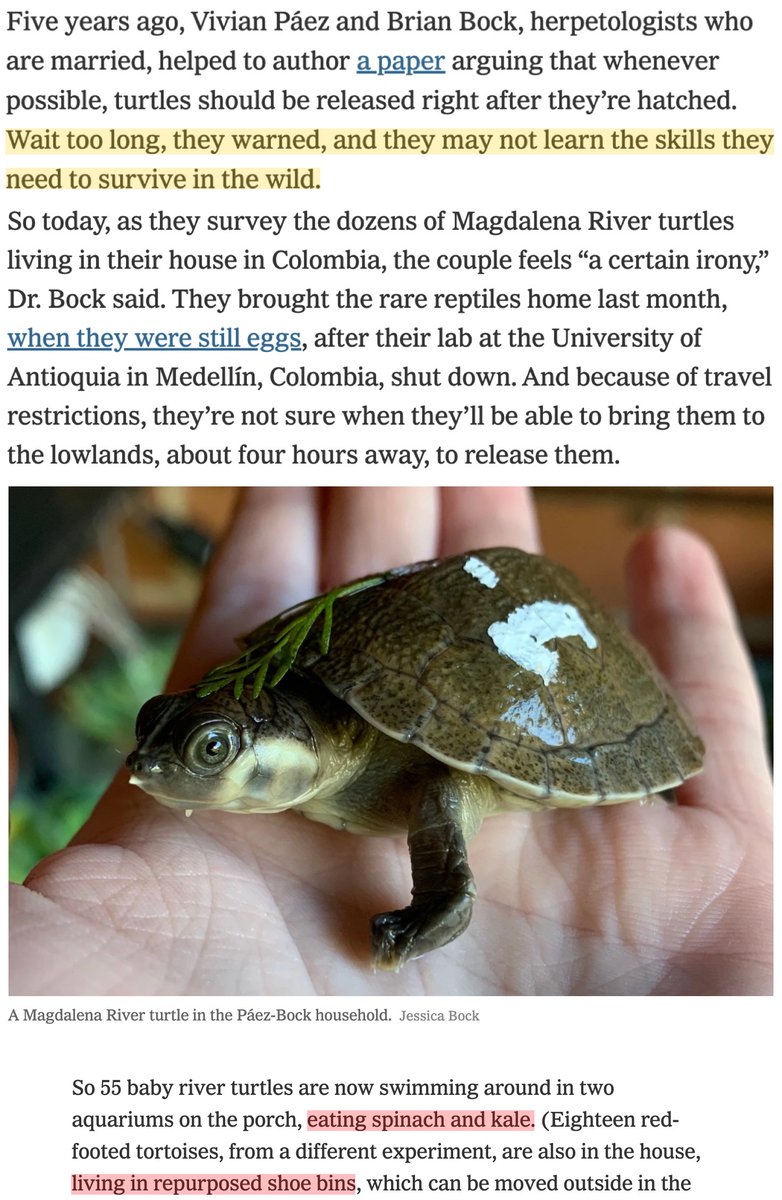 Five years ago, Vivian Páez and Brian Bock, herpetologists who
are married, helped to author a paper arguing that whenever
possible, turtles should be released right after they’re hatched.
Wait too long, they warned, and they may not learn the skills they
need to survive in the wild.
So today, as they survey the dozens of Magdalena River turtles
living in their house in Colombia, the couple feels “a certain irony,”
Dr. Bock said. They brought the rare reptiles home last month,
when they were still eggs, after their lab at the University of
Antioquia in Medellín, Colombia, shut down. And because of travel
restrictions, they’re not sure when they’ll be able to bring them to
the lowlands, about four hours away, to release them.
A Magdalena River turtle in the Páez-Bock household. Jessica Bock
So 55 baby river turtles are now swimming around in two
aquariums on the porch, eating spinach and kale. (Eighteen red-
footed tortoises, from a different experiment, are also in the house,
living in repurposed shoe bins, which can be moved outside in the